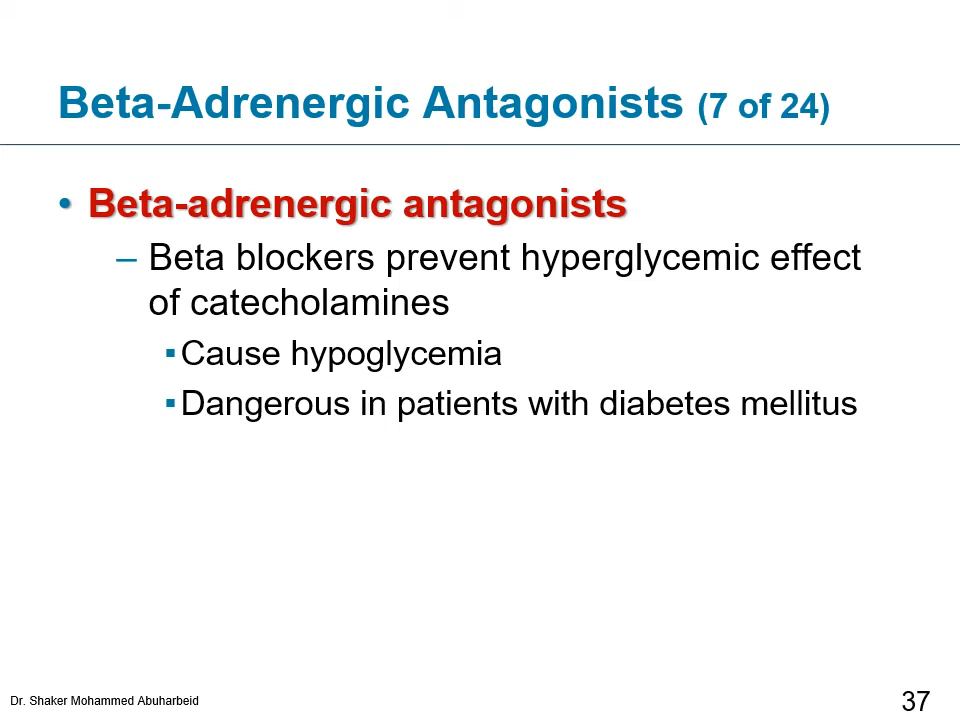 Beta-Adrenergic Antagonists (7 of 24)
• Beta-adrenergic antagonists
– Beta blockers prevent hyperglycemic effect
of catecholamines
▪ Cause hypoglycemia
▪ Dangerous in patients with diabetes mellitus
Dr. Shaker Mohammed Abuharbeid
37